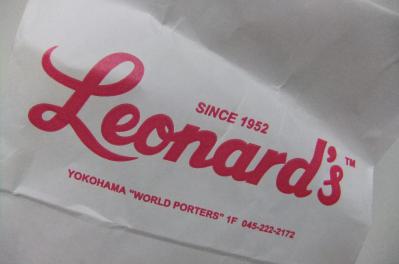 SINCE 1952
Leonard's™
YOKOHAMA "WORLD PORTERS" 1F 045-222-2172